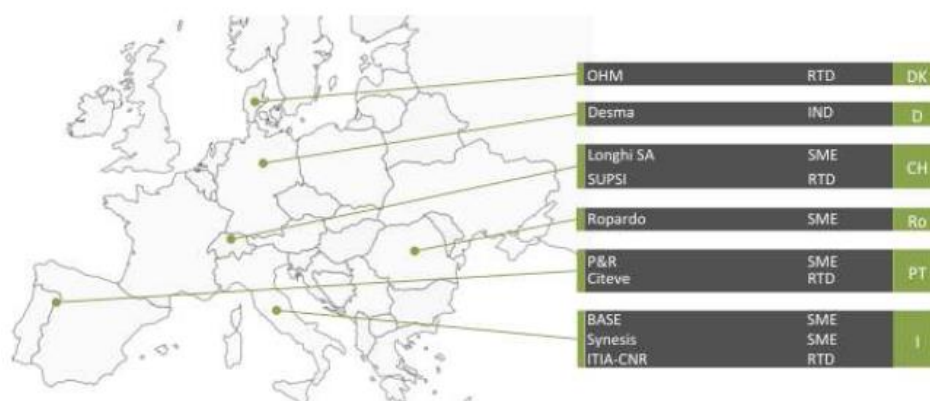 OHM RTD DK
Desma IND D
Longhi SA SME
SUPSI RTD
CH
Ropardo SME Ro
P&R SME
Citeve RTD
PT
BASE SME
Synesis SME
ITIA-CNR RTD
I